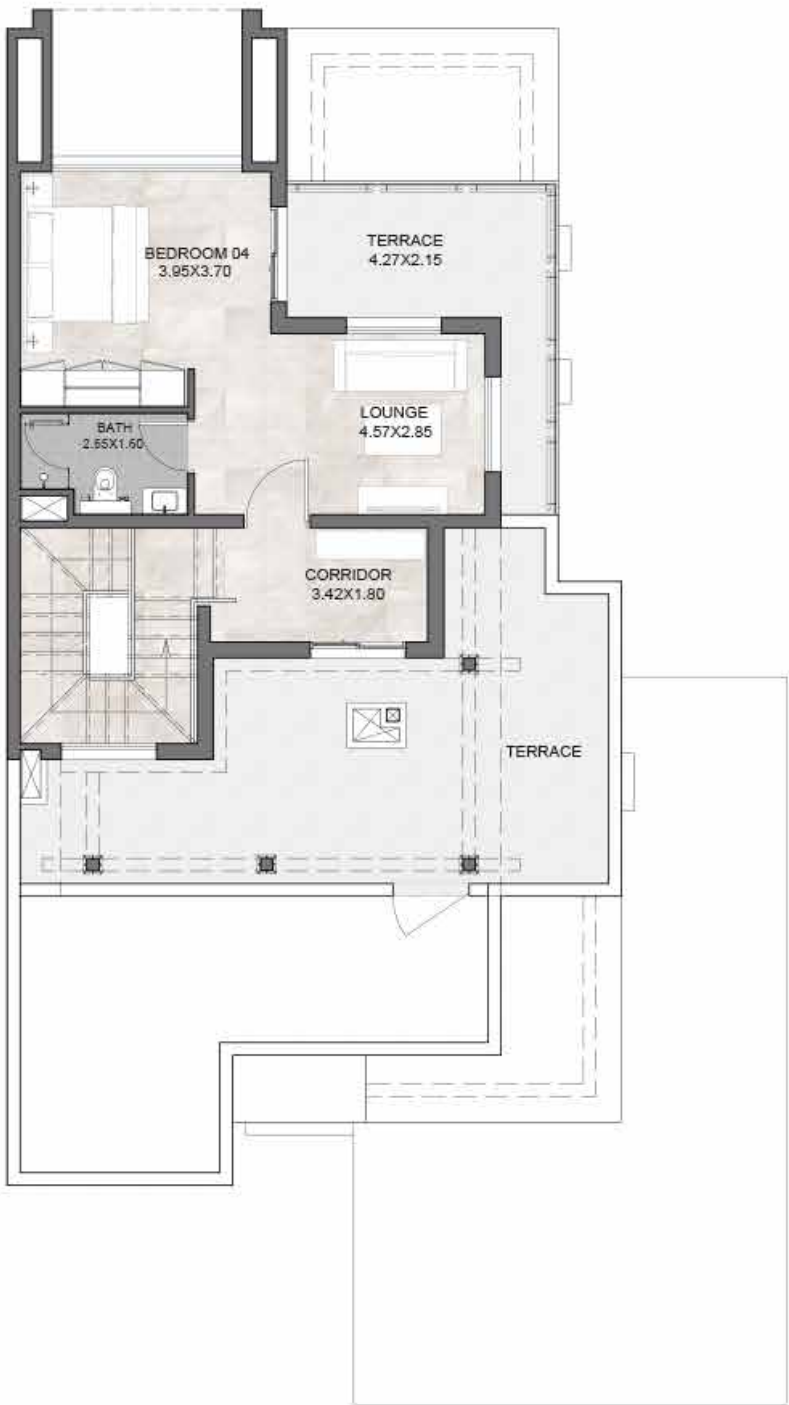 BEDROOM 04
3.95X3.70
TERRACE
4.27X2.15
LOUNGE
4.57X2.85
BATH
2.65X1.60
CORRIDOR
3.42X1.80
TERRACE